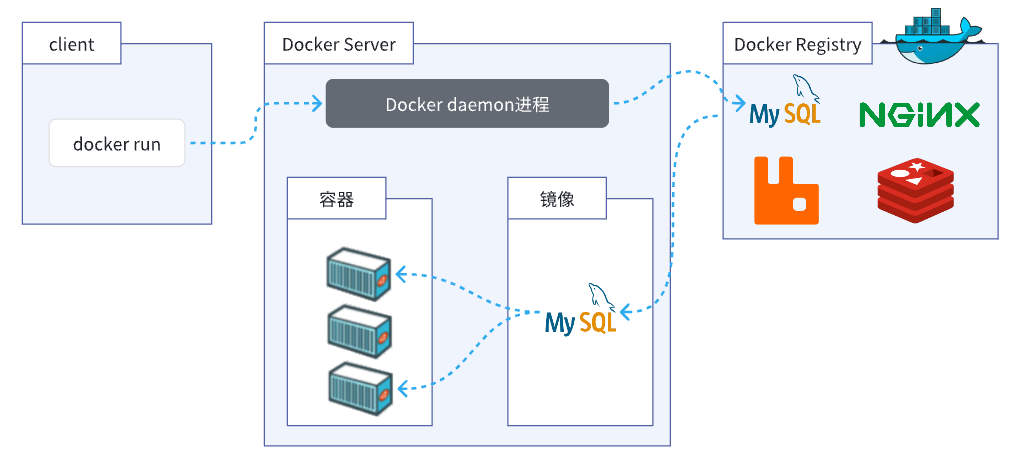 client
docker run
Docker Server
Docker daemon进程
容器
镜像
MySQL
Docker Registry
MySQL
NGiNX